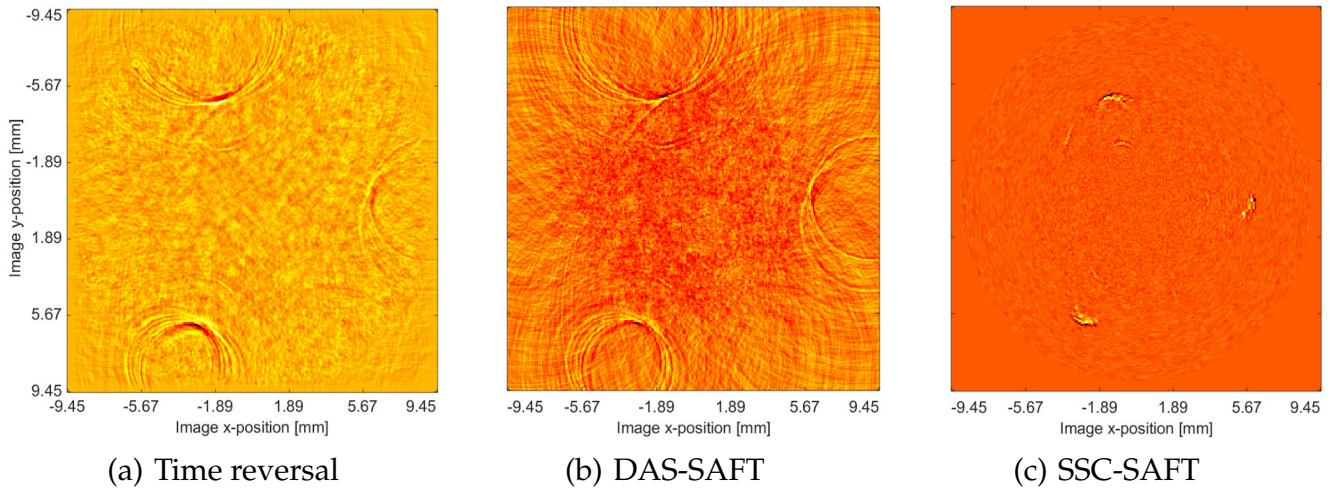 -9.45
-5.67
-1.89
1.89
5.67
9.45
Image y-position [mm]
-9.45 -5.67 -1.89 1.89 5.67 9.45
Image x-position [mm]
(a) Time reversal
-9.45 -5.67 -1.89 1.89 5.67 9.45
Image x-position [mm]
(b) DAS-SAFT
-9.45 -5.67 -1.89 1.89 5.67 9.45
Image x-position [mm]
(c) SSC-SAFT